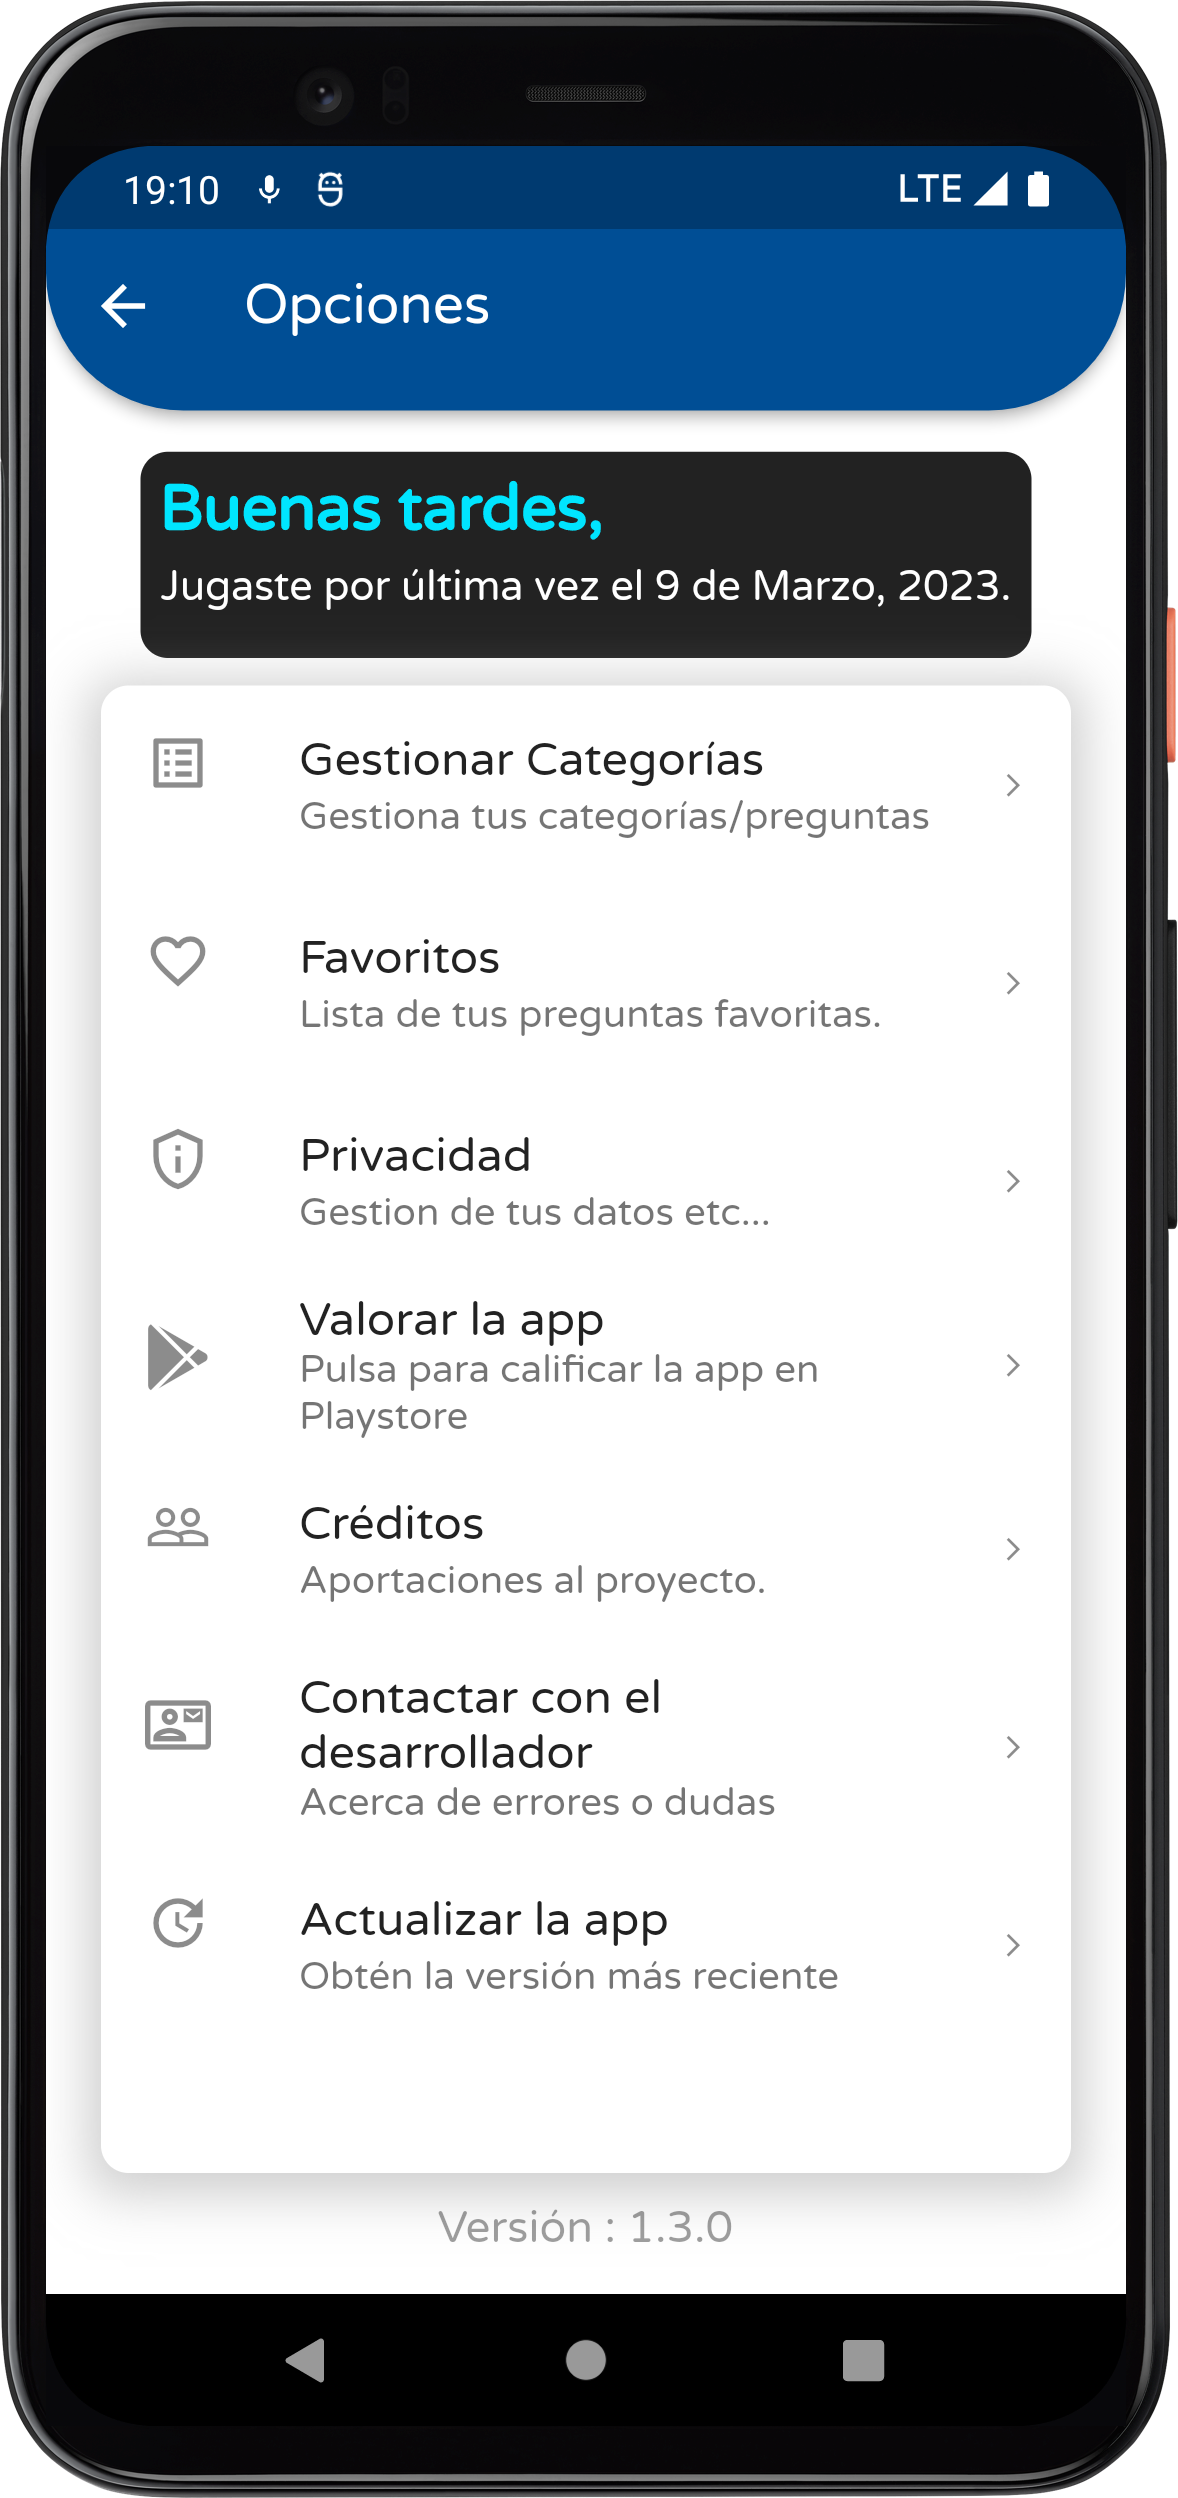 19:10
LTE
Opciones
Buenas tardes,
Jugaste por última vez el 9 de Marzo, 2023.
Gestionar Categorías
Gestiona tus categorías/preguntas
Favoritos
Lista de tus preguntas favoritas.
Privacidad
Gestion de tus datos etc...
Valorar la app
Pulsa para calificar la app en
Playstore
Créditos
Aportaciones al proyecto.
Contactar con el
desarrollador
Acerca de errores o dudas
Actualizar la app
Obtén la versión más reciente
Versión : 1.3.0